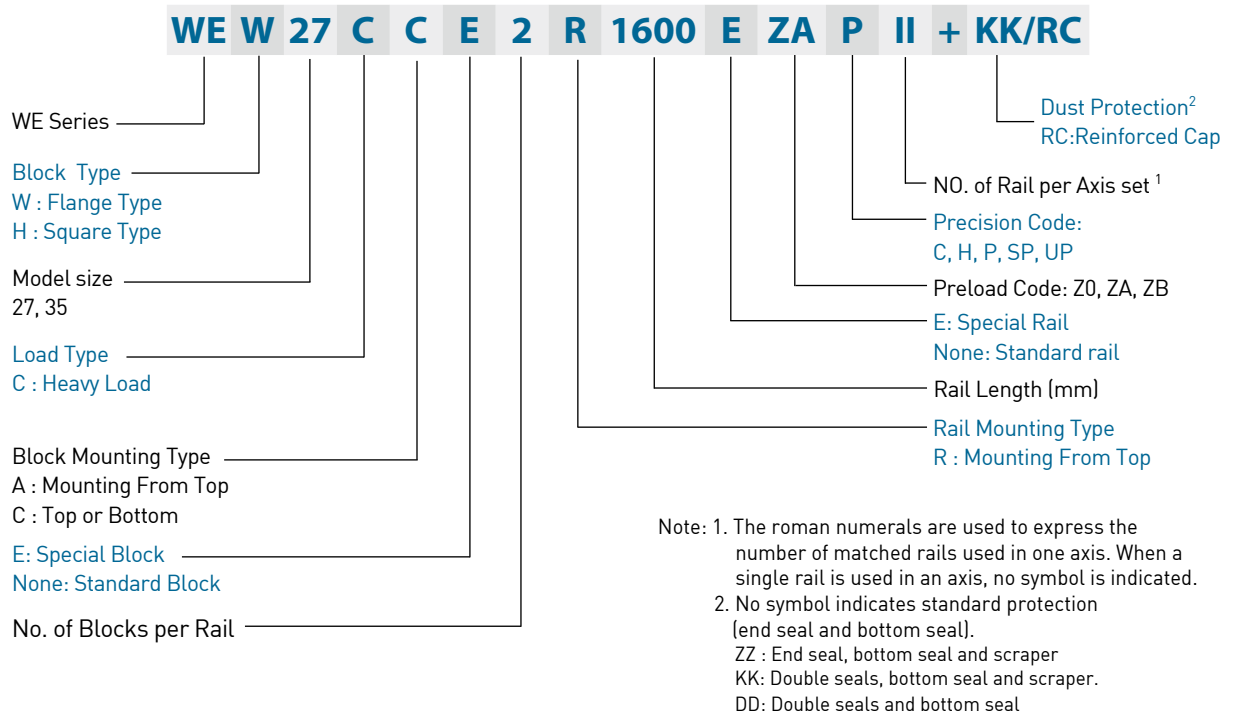 WE W 27 C C E 2 R 1600 E ZA P II + KK/RC
WE Series
Block Type
W : Flange Type
H : Square Type
Model size
27, 35
Load Type
C : Heavy Load
Block Mounting Type
A : Mounting From Top
C : Top or Bottom
E: Special Block
None: Standard Block
No. of Blocks per Rail
Dust Protection²
RC:Reinforced Cap
NO. of Rail per Axis set ¹
Precision Code:
C, H, P, SP, UP
Preload Code: Z0, ZA, ZB
E: Special Rail
None: Standard rail
Rail Length (mm)
Rail Mounting Type
R : Mounting From Top
Note: 1. The roman numerals are used to express the
number of matched rails used in one axis. When a
single rail is used in an axis, no symbol is indicated.
2. No symbol indicates standard protection
(end seal and bottom seal).
ZZ : End seal, bottom seal and scraper
KK: Double seals, bottom seal and scraper.
DD: Double seals and bottom seal